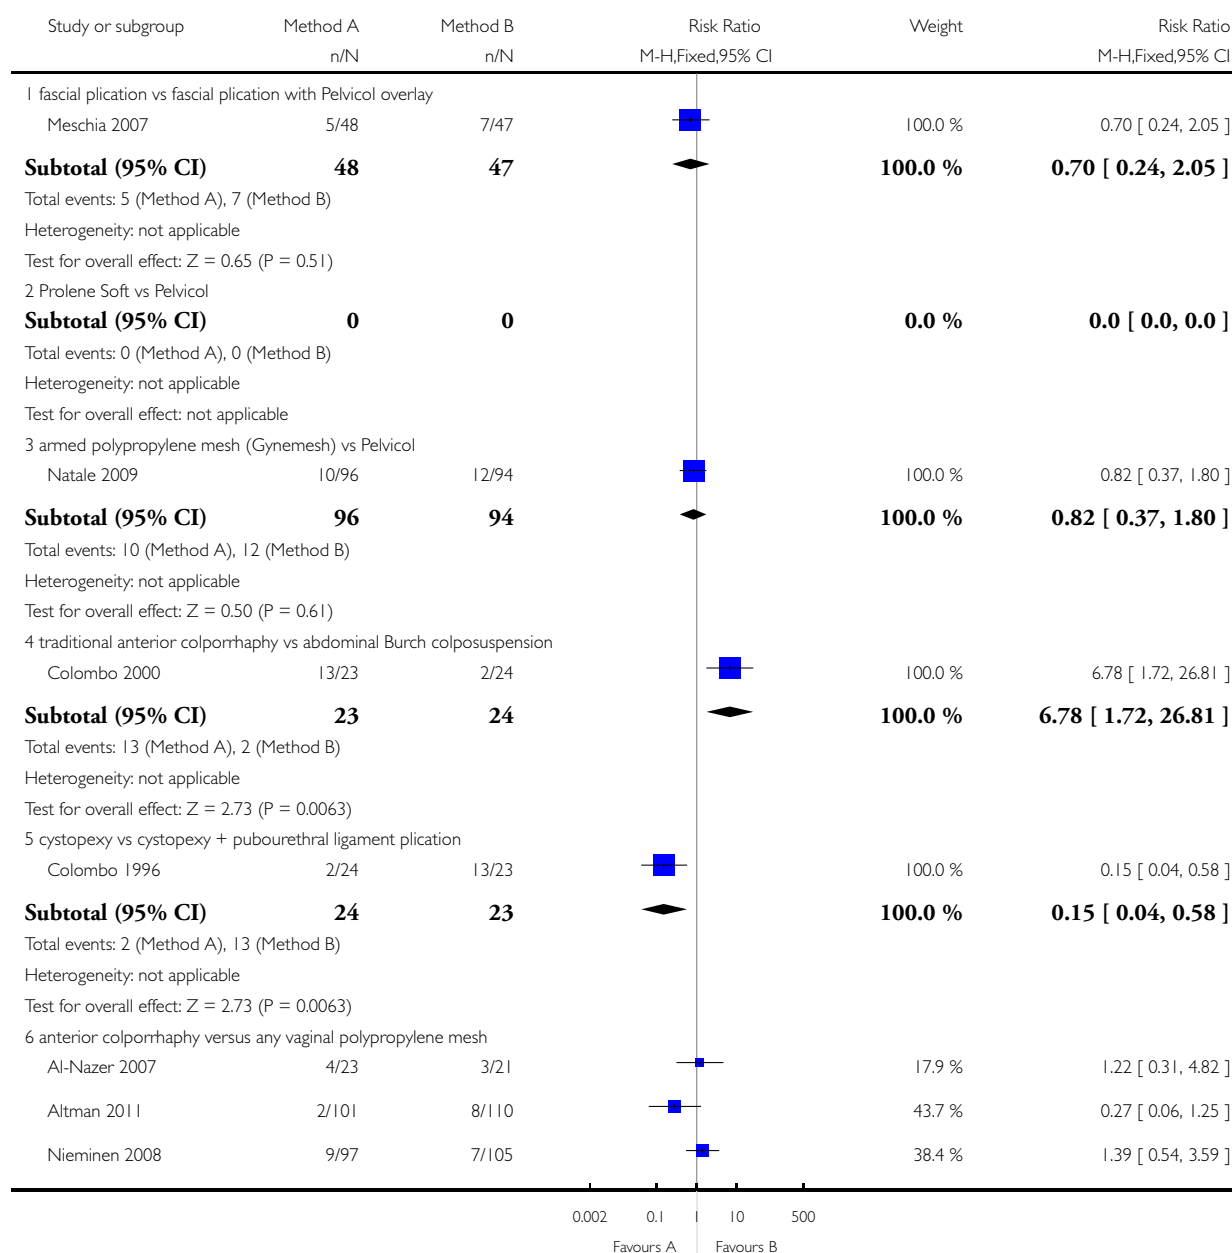 Study or subgroup Method A Method B Risk Ratio Weight Risk Ratio
n/N n/N M-H,Fixed,95% CI M-H,Fixed,95% CI
1 fascial plication vs fascial plication with Pelvicol overlay
Meschia 2007 5/48 7/47 100.0 % 0.70 [ 0.24, 2.05 ]
Subtotal (95% CI) 48 47 100.0 % 0.70 [ 0.24, 2.05 ]
Total events: 5 (Method A), 7 (Method B)
Heterogeneity: not applicable
Test for overall effect: Z = 0.65 (P = 0.51)
2 Prolene Soft vs Pelvicol
Subtotal (95% CI) 0 0 0.0 % 0.0 [ 0.0, 0.0 ]
Total events: 0 (Method A), 0 (Method B)
Heterogeneity: not applicable
Test for overall effect: not applicable
3 armed polypropylene mesh (Gynemesh) vs Pelvicol
Natale 2009 10/96 12/94 100.0 % 0.82 [ 0.37, 1.80 ]
Subtotal (95% CI) 96 94 100.0 % 0.82 [ 0.37, 1.80 ]
Total events: 10 (Method A), 12 (Method B)
Heterogeneity: not applicable
Test for overall effect: Z = 0.50 (P = 0.61)
4 traditional anterior colporrhaphy vs abdominal Burch colposuspension
Colombo 2000 13/23 2/24 100.0 % 6.78 [ 1.72, 26.81 ]
Subtotal (95% CI) 23 24 100.0 % 6.78 [ 1.72, 26.81 ]
Total events: 13 (Method A), 2 (Method B)
Heterogeneity: not applicable
Test for overall effect: Z = 2.73 (P = 0.0063)
5 cystopexy vs cystopexy + pubourethral ligament plication
Colombo 1996 2/24 13/23 100.0 % 0.15 [ 0.04, 0.58 ]
Subtotal (95% CI) 24 23 100.0 % 0.15 [ 0.04, 0.58 ]
Total events: 2 (Method A), 13 (Method B)
Heterogeneity: not applicable
Test for overall effect: Z = 2.73 (P = 0.0063)
6 anterior colporrhaphy versus any vaginal polypropylene mesh
Al-Nazer 2007 4/23 3/21 17.9 % 1.22 [ 0.31, 4.82 ]
Altman 2011 2/101 8/110 43.7 % 0.27 [ 0.06, 1.25 ]
Nieminen 2008 9/97 7/105 38.4 % 1.39 [ 0.54, 3.59 ]
0.002 0.1 1 10 500
Favours A Favours B